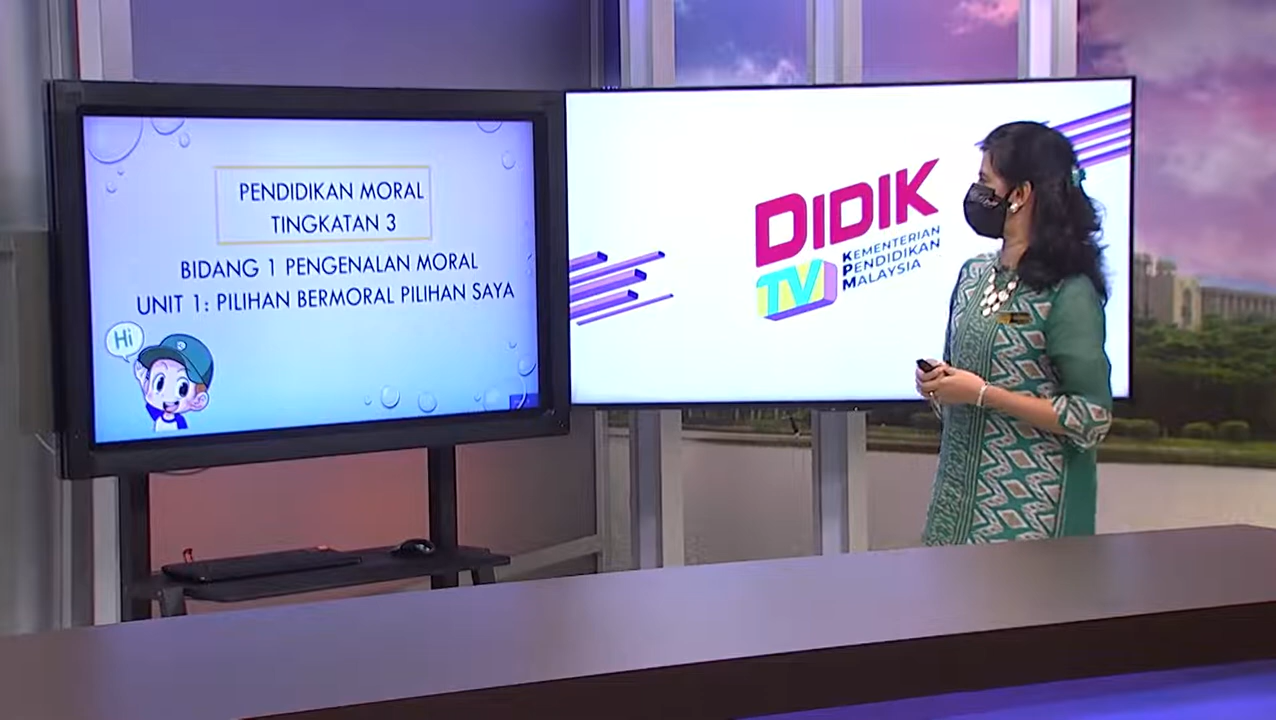 PENDIDIKAN MORAL
TINGKATAN 3
BIDANG 1 PENGENALAN MORAL
UNIT 1: PILIHAN BERMORAL PILIHAN SAYA
Hi
DIDIK
TV
KEMENTERIAN
PENDIDIKAN
MALAYSIA